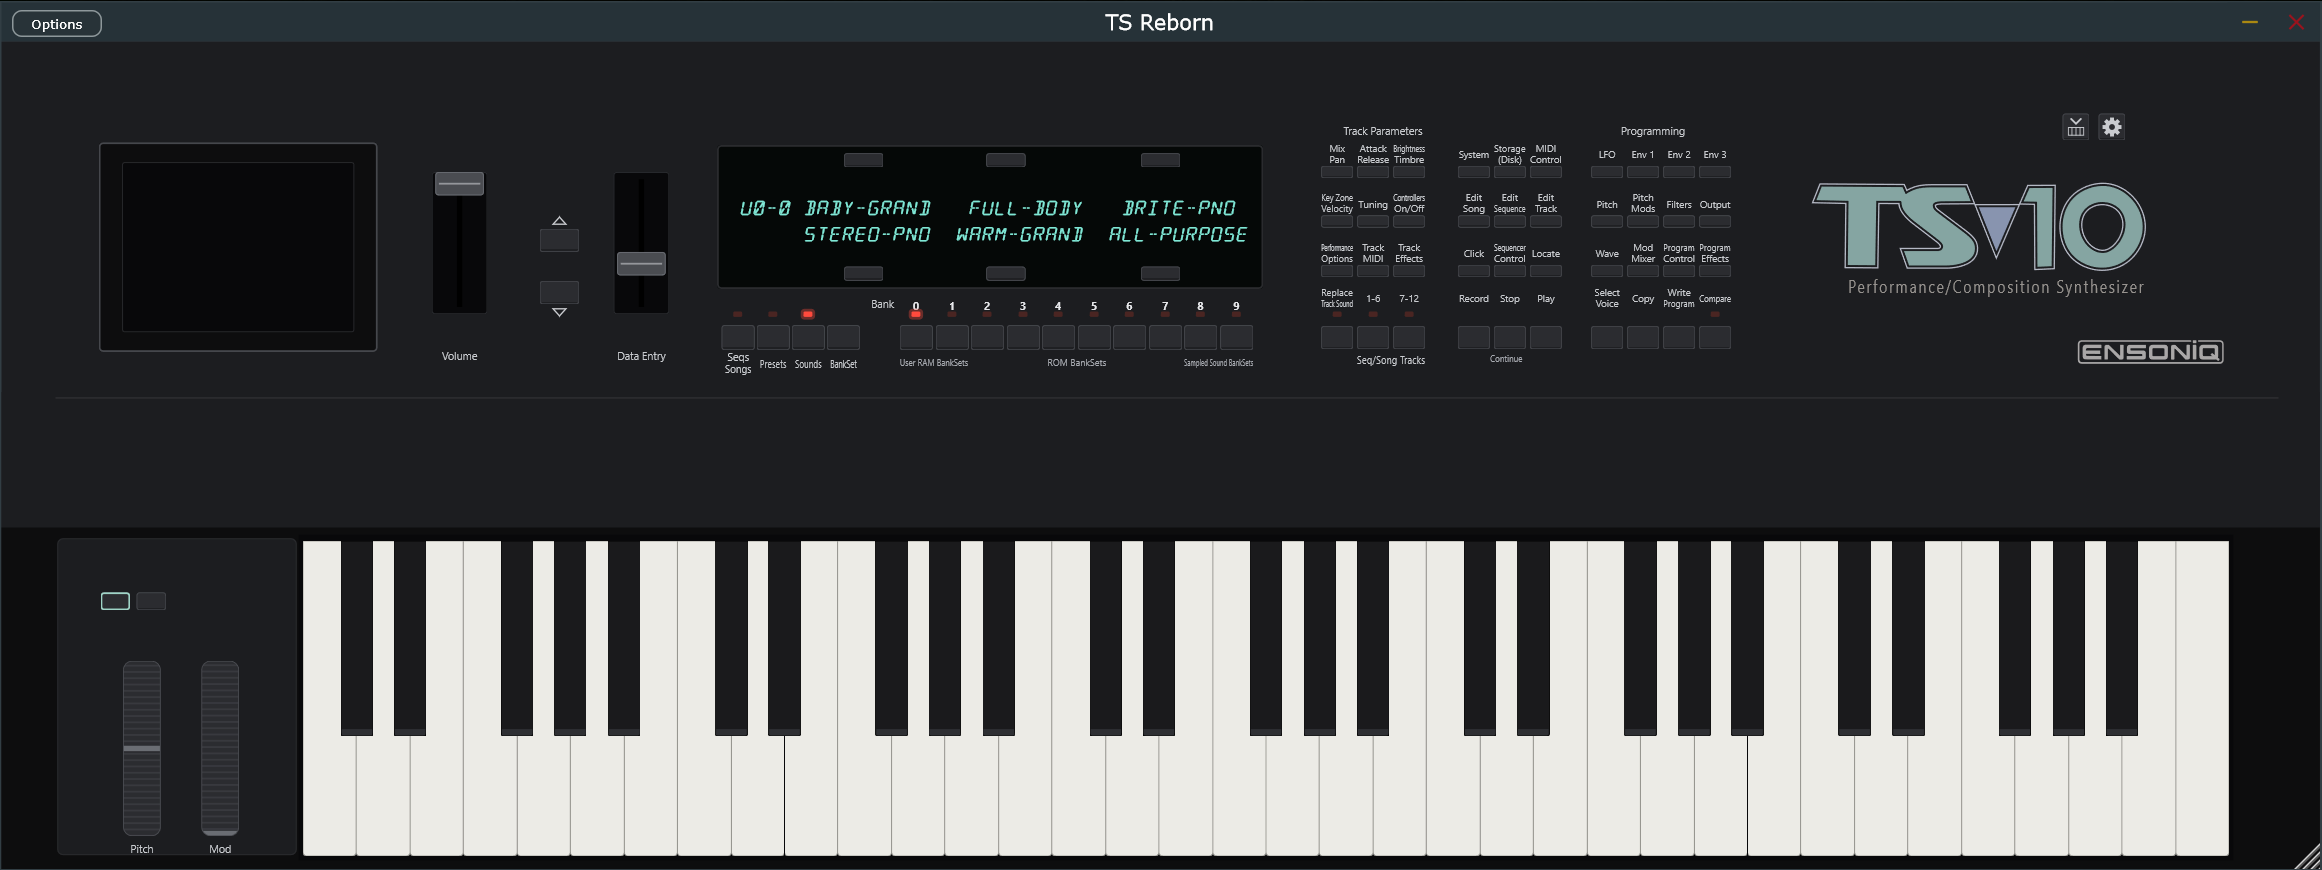 Options
TS Reborn
Volume
Data Entry
U0-0 BABY-GRAND FULL-BODY BRITE-PNO
STEREO-PNO WARM-GRAND ALL-PURPOSE
Bank 0 1 2 3 4 5 6 7 8 9
Seqs Songs
Presets
Sounds
BankSet
User RAM BankSets
ROM BankSets
Sampled Sound BankSets
Track Parameters
Mix Pan
Attack Release
Brightness Timbre
Key Zone Velocity
Tuning
Controllers On/Off
Performance Options
Track MIDI
Track Effects
Replace Track Sound
1-6
7-12
Seq/Song Tracks
System
Storage (Disk)
MIDI Control
Edit Song
Edit Sequence
Edit Track
Click
Sequencer Control
Locate
Record
Stop
Play
Continue
Programming
LFO
Env 1
Env 2
Env 3
Pitch
Pitch Mods
Filters
Output
Wave
Mod Mixer
Program Control
Program Effects
Select Voice
Copy
Write Program
Compare
TS 10
Performance/Composition Synthesizer
ENSONIQ
Pitch
Mod